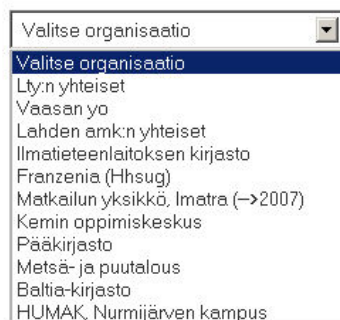 Valitse organisaatio
Valitse organisaatio
Lty:n yhteiset
Vaasan yo
Lahden amk:n yhteiset
Ilmatieteenlaitoksen kirjasto
Franzenia (Hhsug)
Matkailun yksikkö, Imatra (-->2007)
Kemin oppimiskeskus
Pääkirjasto
Metsä- ja puutalous
Baltia-kirjasto
HUMAK, Nurmijärven kampus